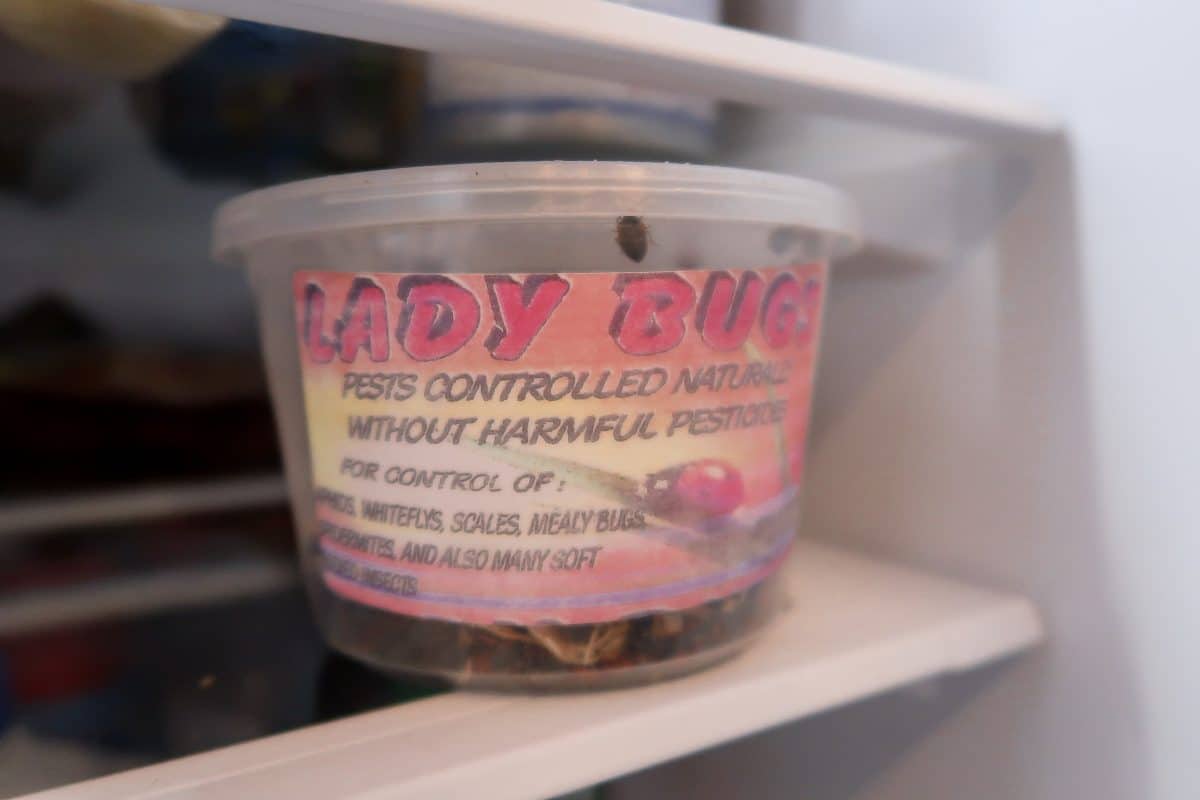 LADY BUGS
PESTS CONTROLLED NATURALLY
WITHOUT HARMFUL PESTICIDES
FOR CONTROL OF :
WHITEFLYS, SCALES, MEALY BUGS,
AND ALSO MANY SOFT
INSECTS